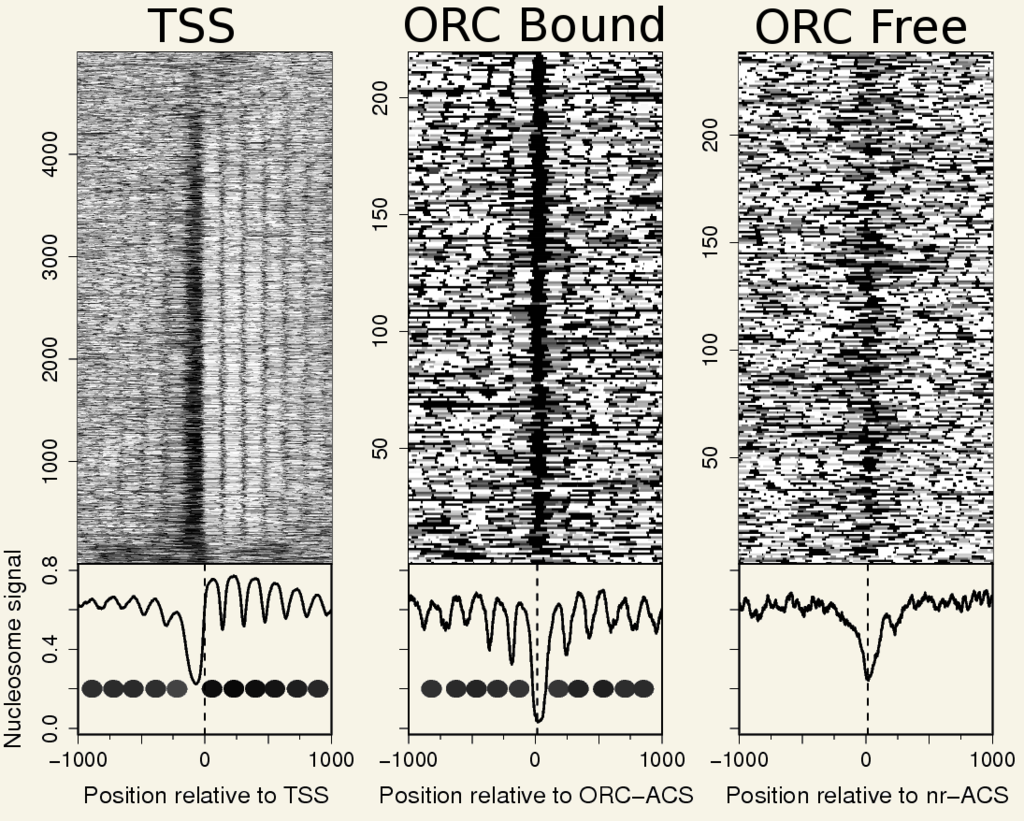 TSS
ORC Bound
ORC Free
4000
3000
2000
1000
200
150
100
50
200
150
100
50
Nucleosome signal
0.8
0.4
0.0
−1000 0 1000
−1000 0 1000
−1000 0 1000
Position relative to TSS
Position relative to ORC−ACS
Position relative to nr−ACS